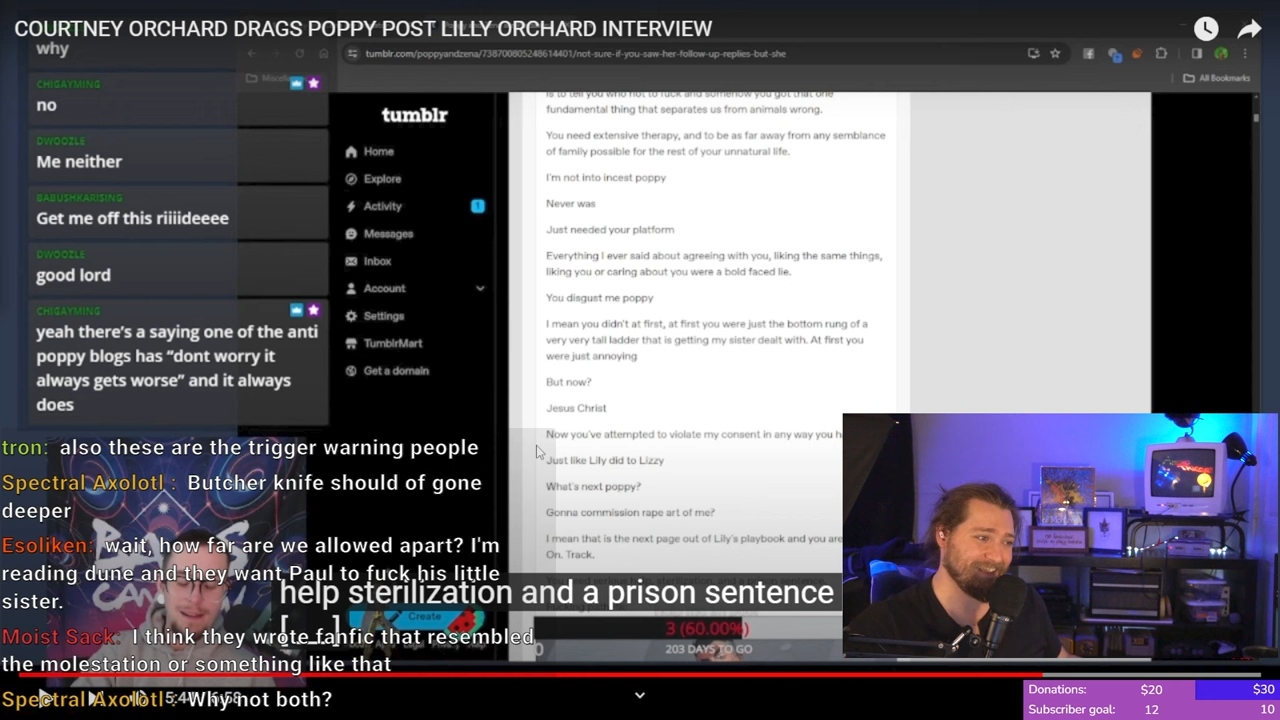 COURTNEY ORCHARD DRAGS POPPY POST LILLY ORCHARD INTERVIEW
why
CHIGAYMING
no
DWOOZLE
Me neither
BABUSHKARISING
Get me off this riiiideeee
DWOOZLE
good lord
CHIGAYMING
yeah there's a saying one of the anti
poppy blogs has "dont worry it
always gets worse" and it always
does
tumblr.com/poppyandzena/738700805248614401/not-sure-if-you-saw-her-follow-up-replies-but-she
All Bookmarks
tumblr
Home
Explore
Activity
1
Messages
Inbox
Account
Settings
TumblrMart
Get a domain
Create
is to tell you who not to fuck and somehow you got that one
fundamental thing that separates us from animals wrong.
You need extensive therapy, and to be as far away from any semblance
of family possible for the rest of your unnatural life.
I'm not into incest poppy
Never was
Just needed your platform
Everything I ever said about agreeing with you, liking the same things,
liking you or caring about you were a bold faced lie.
You disgust me poppy
I mean you didn't at first, at first you were just the bottom rung of a
very very tall ladder that is getting my sister dealt with. At first you
were just annoying
But now?
Jesus Christ
Now you've attempted to violate my consent in any way you
Just like Lily did to Lizzy
What's next poppy?
Gonna commission rape art of me?
I mean that is the next page out of Lily's playbook and you are
On. Track.
tron: also these are the trigger warning people
Spectral Axolotl : Butcher knife should of gone
deeper
Esoliken: wait, how far are we allowed apart? I'm
reading dune and they want Paul to fuck his little
sister.
Moist Sack: I think they wrote fanfic that resembled
the molestation or something like that
Spectral Axolotl : Why not both?
help sterilization and a prison sentence
[ __ ]
3 (60.00%)
203 DAYS TO GO
Donations: $20 $30
Subscriber goal: 12 10